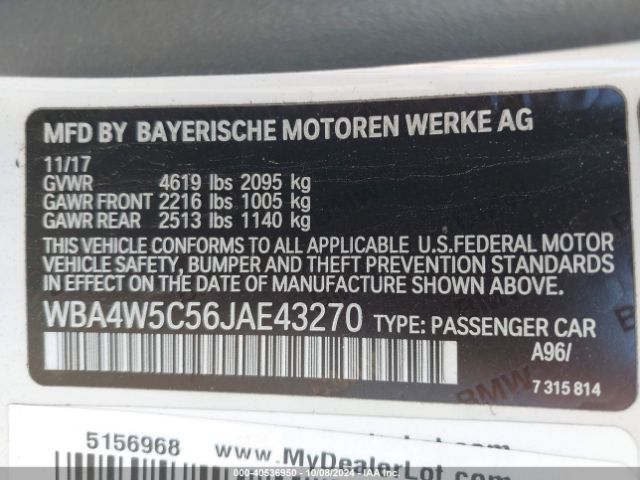 MFD BY BAYERISCHE MOTOREN WERKE AG
11/17
GVWR 4619 lbs 2095 kg
GAWR FRONT 2216 lbs 1005 kg
GAWR REAR 2513 lbs 1140 kg
THIS VEHICLE CONFORMS TO ALL APPLICABLE U.S.FEDERAL MOTOR
VEHICLE SAFETY, BUMPER AND THEFT PREVENTION STANDARDS
IN EFFECT ON THE DATE OF MANUFACTURE SHOWN ABOVE.
WBA4W5C56JAE43270 TYPE: PASSENGER CAR
A96/
BMW
7 315 814
5156968 www.
www.MyDealerLot.com
000-40536950 | 10/08/2024 | IAA Inc.